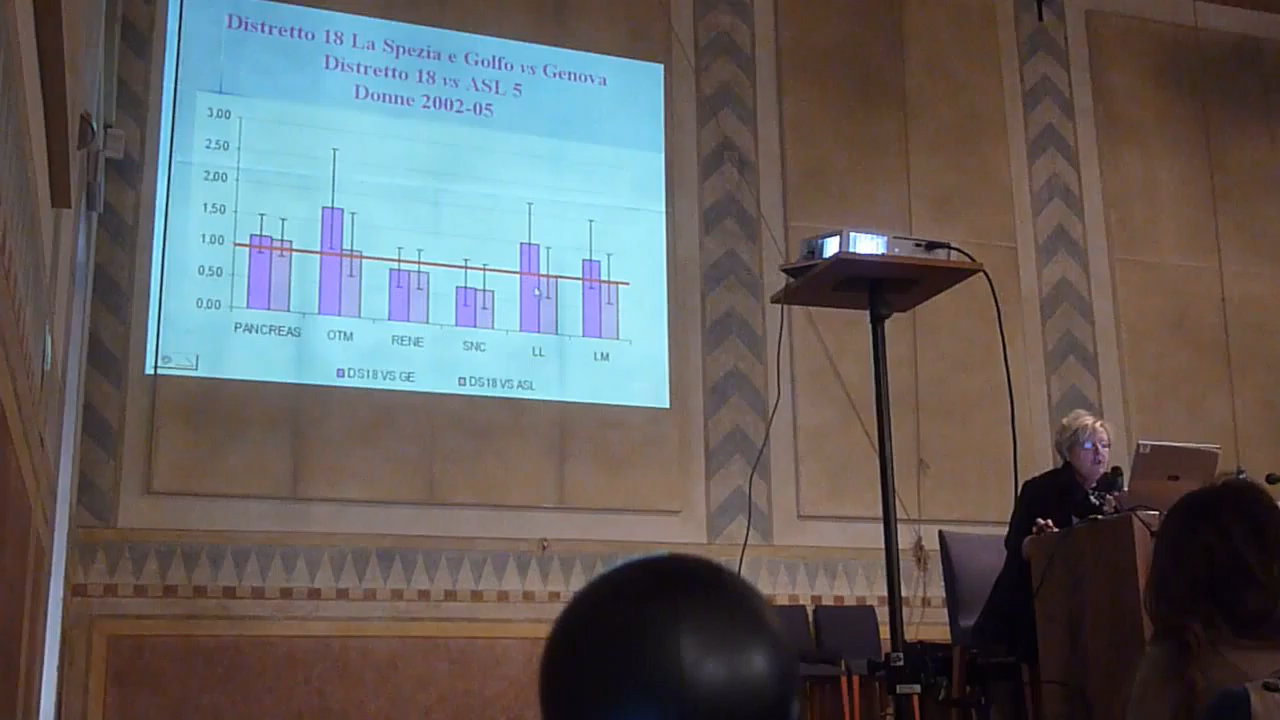 Distretto 18 La Spezia e Golfo vs Genova
Distretto 18 vs ASL 5
Donne 2002-05
3,00
2,50
2,00
1,50
1,00
0,50
0,00
PANCREAS OTM RENE SNC LL LM
DS18 VS GE DS18 VS ASL